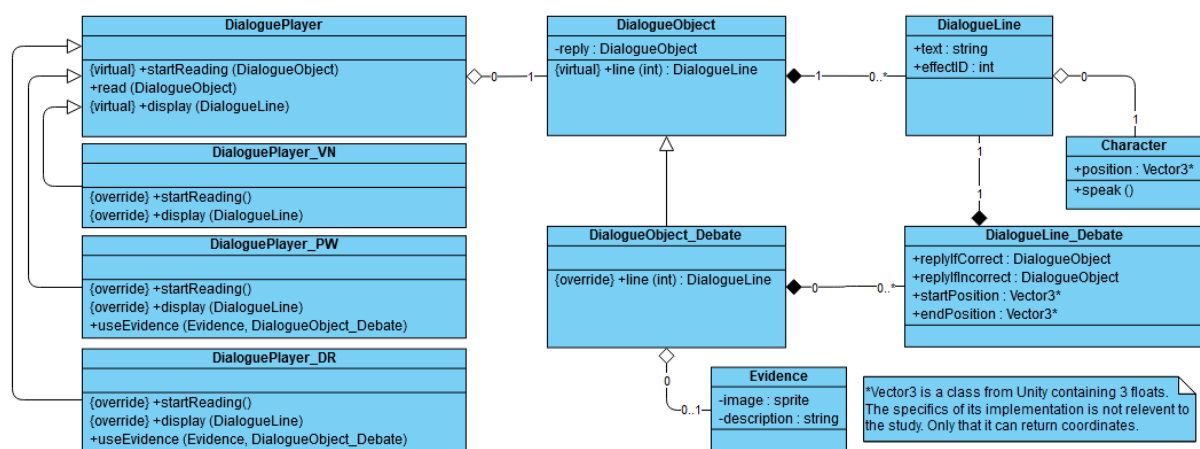 DialoguePlayer
{virtual} +startReading (DialogueObject)
+read (DialogueObject)
{virtual} +display (DialogueLine)
DialoguePlayer_VN
{override} +startReading()
{override} +display (DialogueLine)
DialoguePlayer_PW
{override} +startReading()
{override} +display (DialogueLine)
+useEvidence (Evidence, DialogueObject_Debate)
DialoguePlayer_DR
{override} +startReading()
{override} +display (DialogueLine)
+useEvidence (Evidence, DialogueObject_Debate)
0
1
DialogueObject
-reply : DialogueObject
{virtual} +line (int) : DialogueLine
1
0..*
DialogueLine
+text : string
+effectID : int
0
1
Character
+position : Vector3*
+speak ()
1
1
DialogueObject_Debate
{override} +line (int) : DialogueLine
0
0..*
DialogueLine_Debate
+replyIfCorrect : DialogueObject
+replyIfIncorrect : DialogueObject
+startPosition : Vector3*
+endPosition : Vector3*
0
0..1
Evidence
-image : sprite
-description : string
*Vector3 is a class from Unity containing 3 floats.
The specifics of its implementation is not relevent to
the study. Only that it can return coordinates.